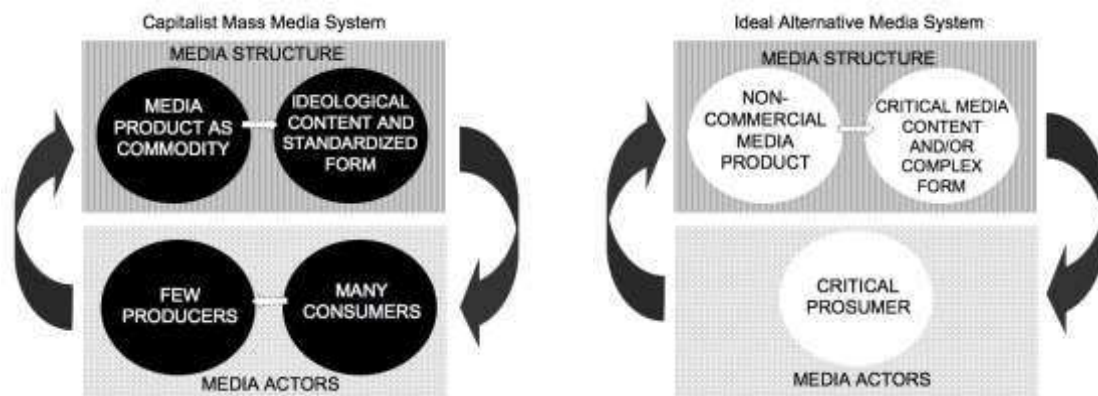 Capitalist Mass Media System
MEDIA STRUCTURE
MEDIA
PRODUCT AS
COMMODITY
IDEOLOGICAL
CONTENT AND
STANDARDIZED
FORM
FEW
PRODUCERS
MANY
CONSUMERS
MEDIA ACTORS
Ideal Alternative Media System
MEDIA STRUCTURE
NON-
COMMERCIAL
MEDIA
PRODUCT
CRITICAL MEDIA
CONTENT
AND/OR
COMPLEX
FORM
CRITICAL
PROSUMER
MEDIA ACTORS